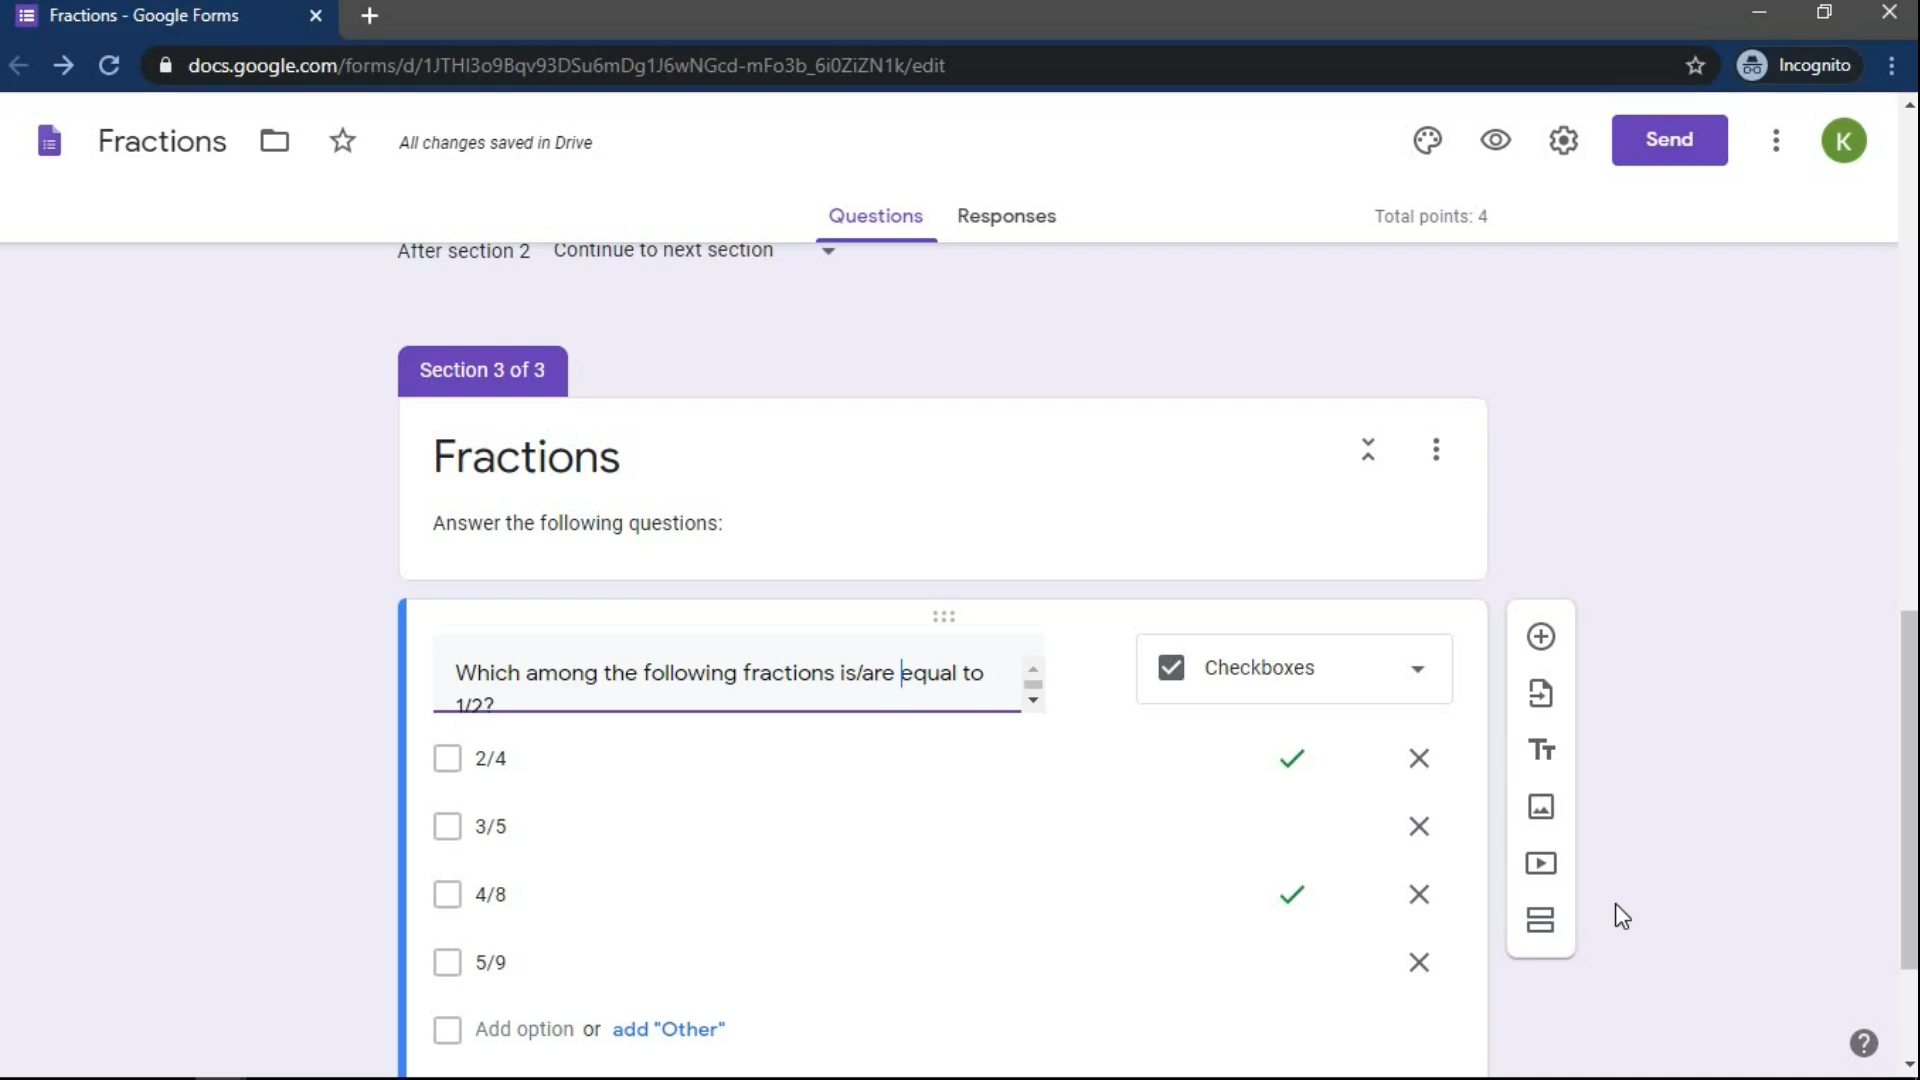 Fractions - Google Forms
docs.google.com/forms/d/1JTHI3o9Bqv93DSu6mDg1J6wNGcd-mFo3b_6i0ZiZN1k/edit
Incognito
Fractions
All changes saved in Drive
Send
K
Questions
Responses
Total points: 4
After section 2 Continue to next section
Section 3 of 3
Fractions
Answer the following questions:
Which among the following fractions is/are equal to
1/2?
Checkboxes
2/4
3/5
4/8
5/9
Add option or add "Other"